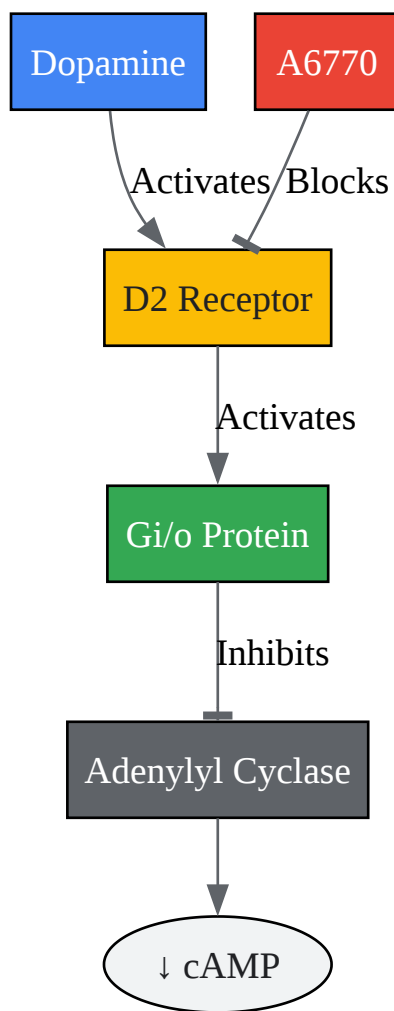 Dopamine
A6770
Activates
Blocks
D2 Receptor
Activates
Gi/o Protein
Inhibits
Adenylyl Cyclase
↓ cAMP